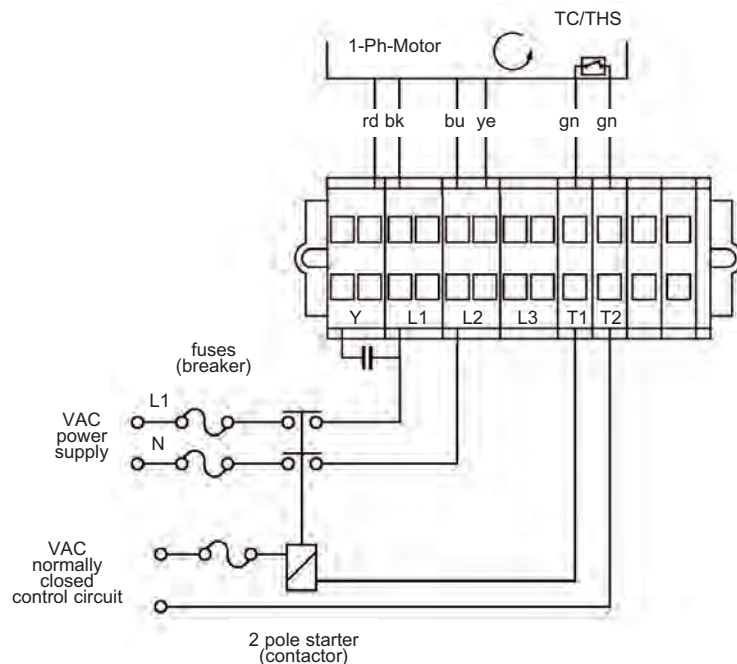 TC/THS
1-Ph-Motor
rd bk bu ye gn gn
Y L1 L2 L3 T1 T2
fuses
(breaker)
L1
VAC
power
supply
N
VAC
normally
closed
control circuit
2 pole starter
(contactor)